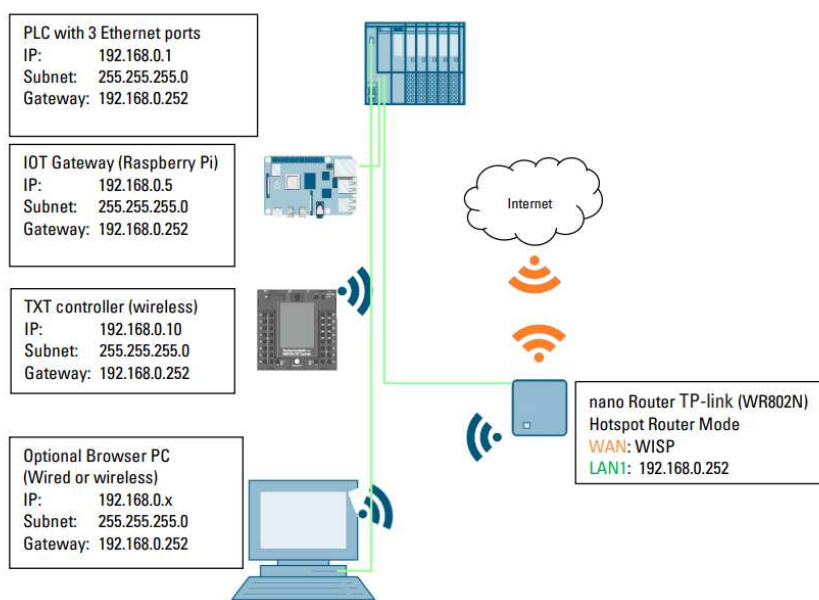 PLC with 3 Ethernet ports
IP: 192.168.0.1
Subnet: 255.255.255.0
Gateway: 192.168.0.252
IOT Gateway (Raspberry Pi)
IP: 192.168.0.5
Subnet: 255.255.255.0
Gateway: 192.168.0.252
Internet
TXT controller (wireless)
IP: 192.168.0.10
Subnet: 255.255.255.0
Gateway: 192.168.0.252
nano Router TP-link (WR802N)
Hotspot Router Mode
WAN: WISP
LAN1: 192.168.0.252
Optional Browser PC
(Wired or wireless)
IP: 192.168.0.x
Subnet: 255.255.255.0
Gateway: 192.168.0.252